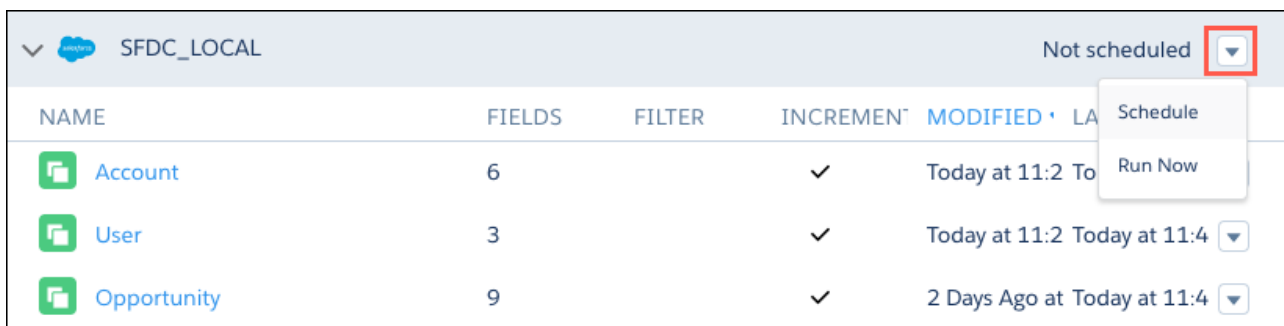 salesforce SFDC_LOCAL Not scheduled
Schedule
Run Now
NAME FIELDS FILTER INCREMENT MODIFIED LA
Account 6 Today at 11:2 To
User 3 Today at 11:2 Today at 11:4
Opportunity 9 2 Days Ago at Today at 11:4